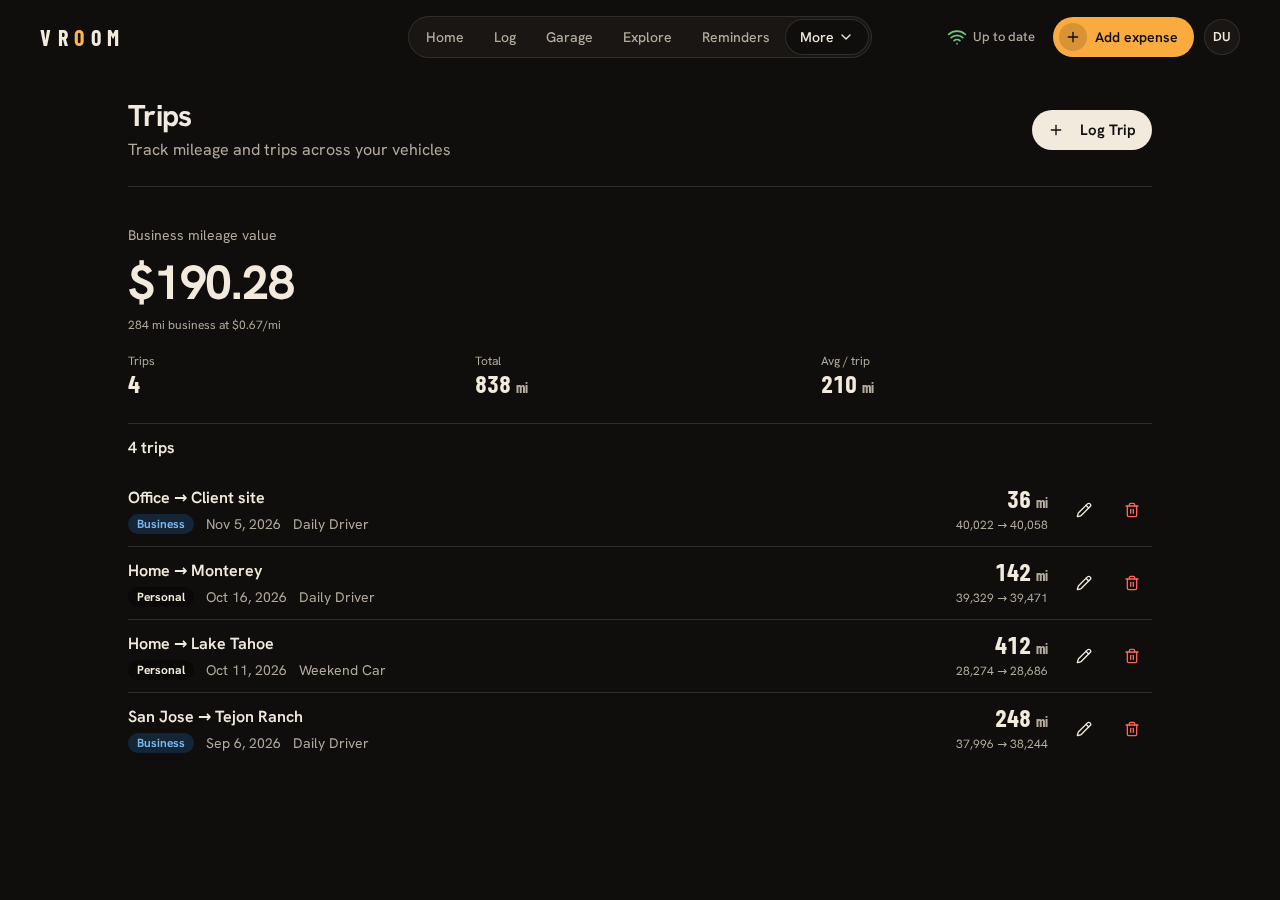 VROOM
Home Log Garage Explore Reminders More Up to date Add expense DU
Trips
Track mileage and trips across your vehicles
Log Trip
Business mileage value
$190.28
284 mi business at $0.67/mi
Trips Total Avg / trip
4 838 mi 210 mi
4 trips
Office → Client site 36 mi
Business Nov 5, 2026 Daily Driver 40,022 → 40,058
Home → Monterey 142 mi
Personal Oct 16, 2026 Daily Driver 39,329 → 39,471
Home → Lake Tahoe 412 mi
Personal Oct 11, 2026 Weekend Car 28,274 → 28,686
San Jose → Tejon Ranch 248 mi
Business Sep 6, 2026 Daily Driver 37,996 → 38,244